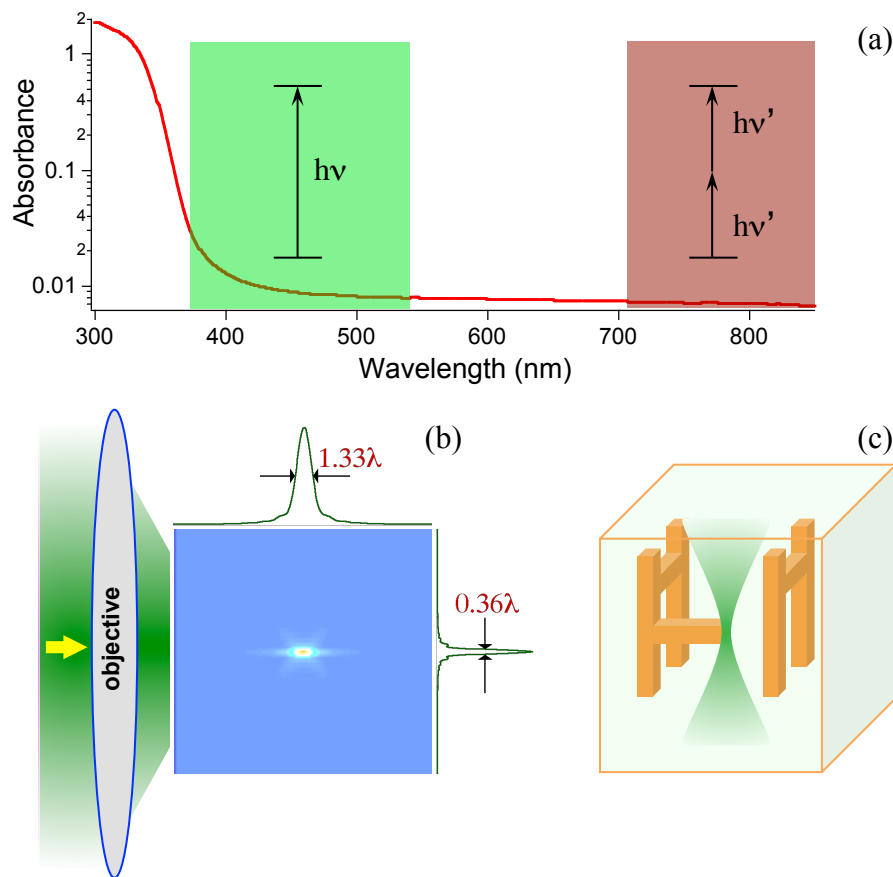 (a)
Absorbance
2
1
4
2
0.1
4
2
0.01
hν
hν’
hν’
300
400
500
600
700
800
Wavelength (nm)
(b)
(c)
1.33λ
0.36λ
objective